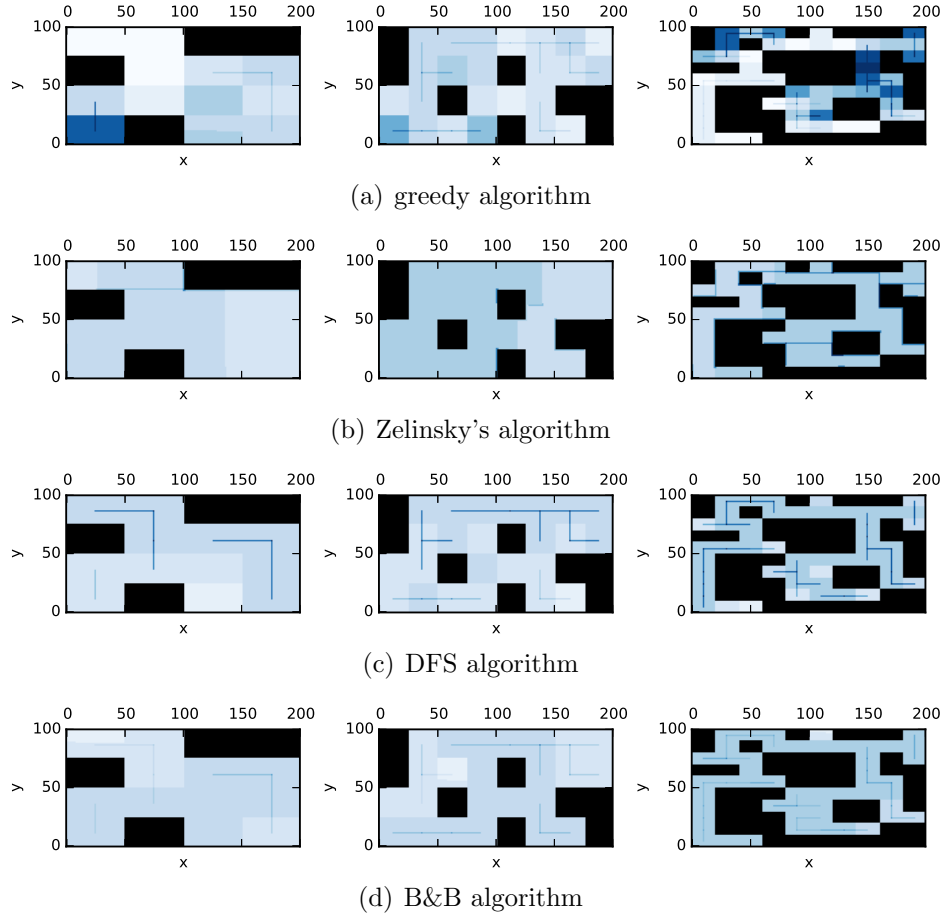 0 50 100 150 200 0 50 100 150 200 0 50 100 150 200
100 100 100
y 50 y 50 y 50
0 0 0
x x x
(a) greedy algorithm
0 50 100 150 200 0 50 100 150 200 0 50 100 150 200
100 100 100
y 50 y 50 y 50
0 0 0
x x x
(b) Zelinsky's algorithm
0 50 100 150 200 0 50 100 150 200 0 50 100 150 200
100 100 100
y 50 y 50 y 50
0 0 0
x x x
(c) DFS algorithm
0 50 100 150 200 0 50 100 150 200 0 50 100 150 200
100 100 100
y 50 y 50 y 50
0 0 0
x x x
(d) B&B algorithm